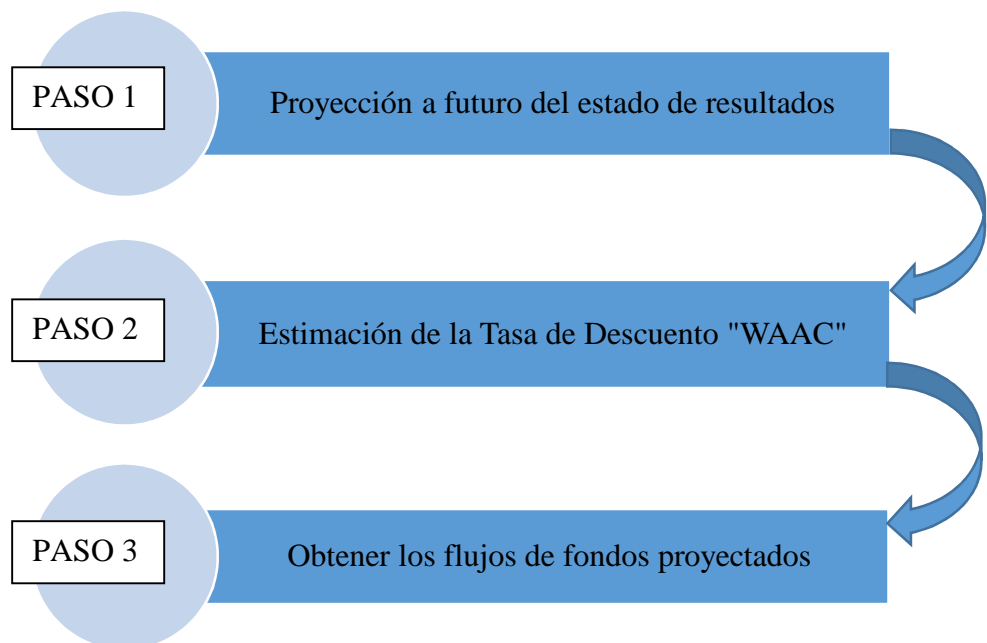 PASO 1
Proyección a futuro del estado de resultados
PASO 2
Estimación de la Tasa de Descuento "WAAC"
PASO 3
Obtener los flujos de fondos proyectados